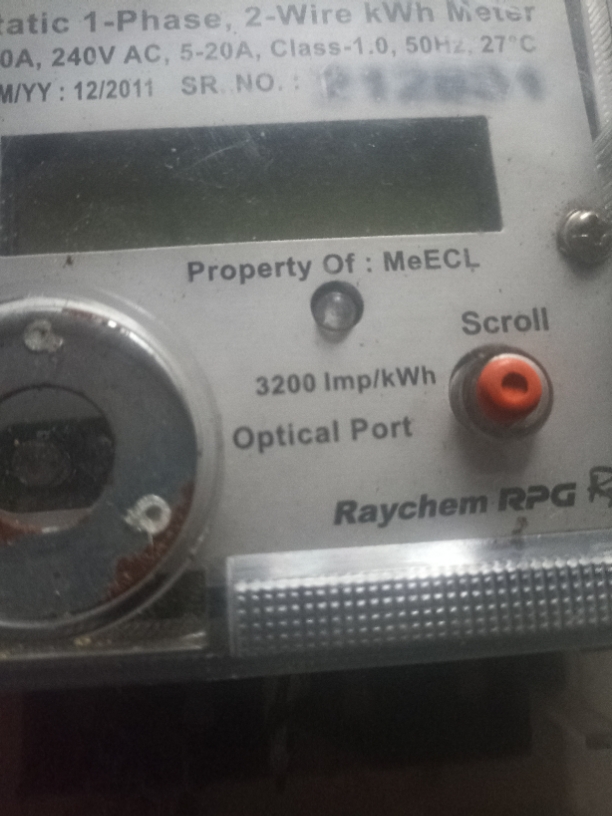 tatic 1-Phase, 2-Wire kWh Meter
0A, 240V AC, 5-20A, Class-1.0, 50Hz, 27°C
M/YY : 12/2011 SR. NO. :
Property Of : MeECL
Scroll
3200 Imp/kWh
Optical Port
Raychem RPG